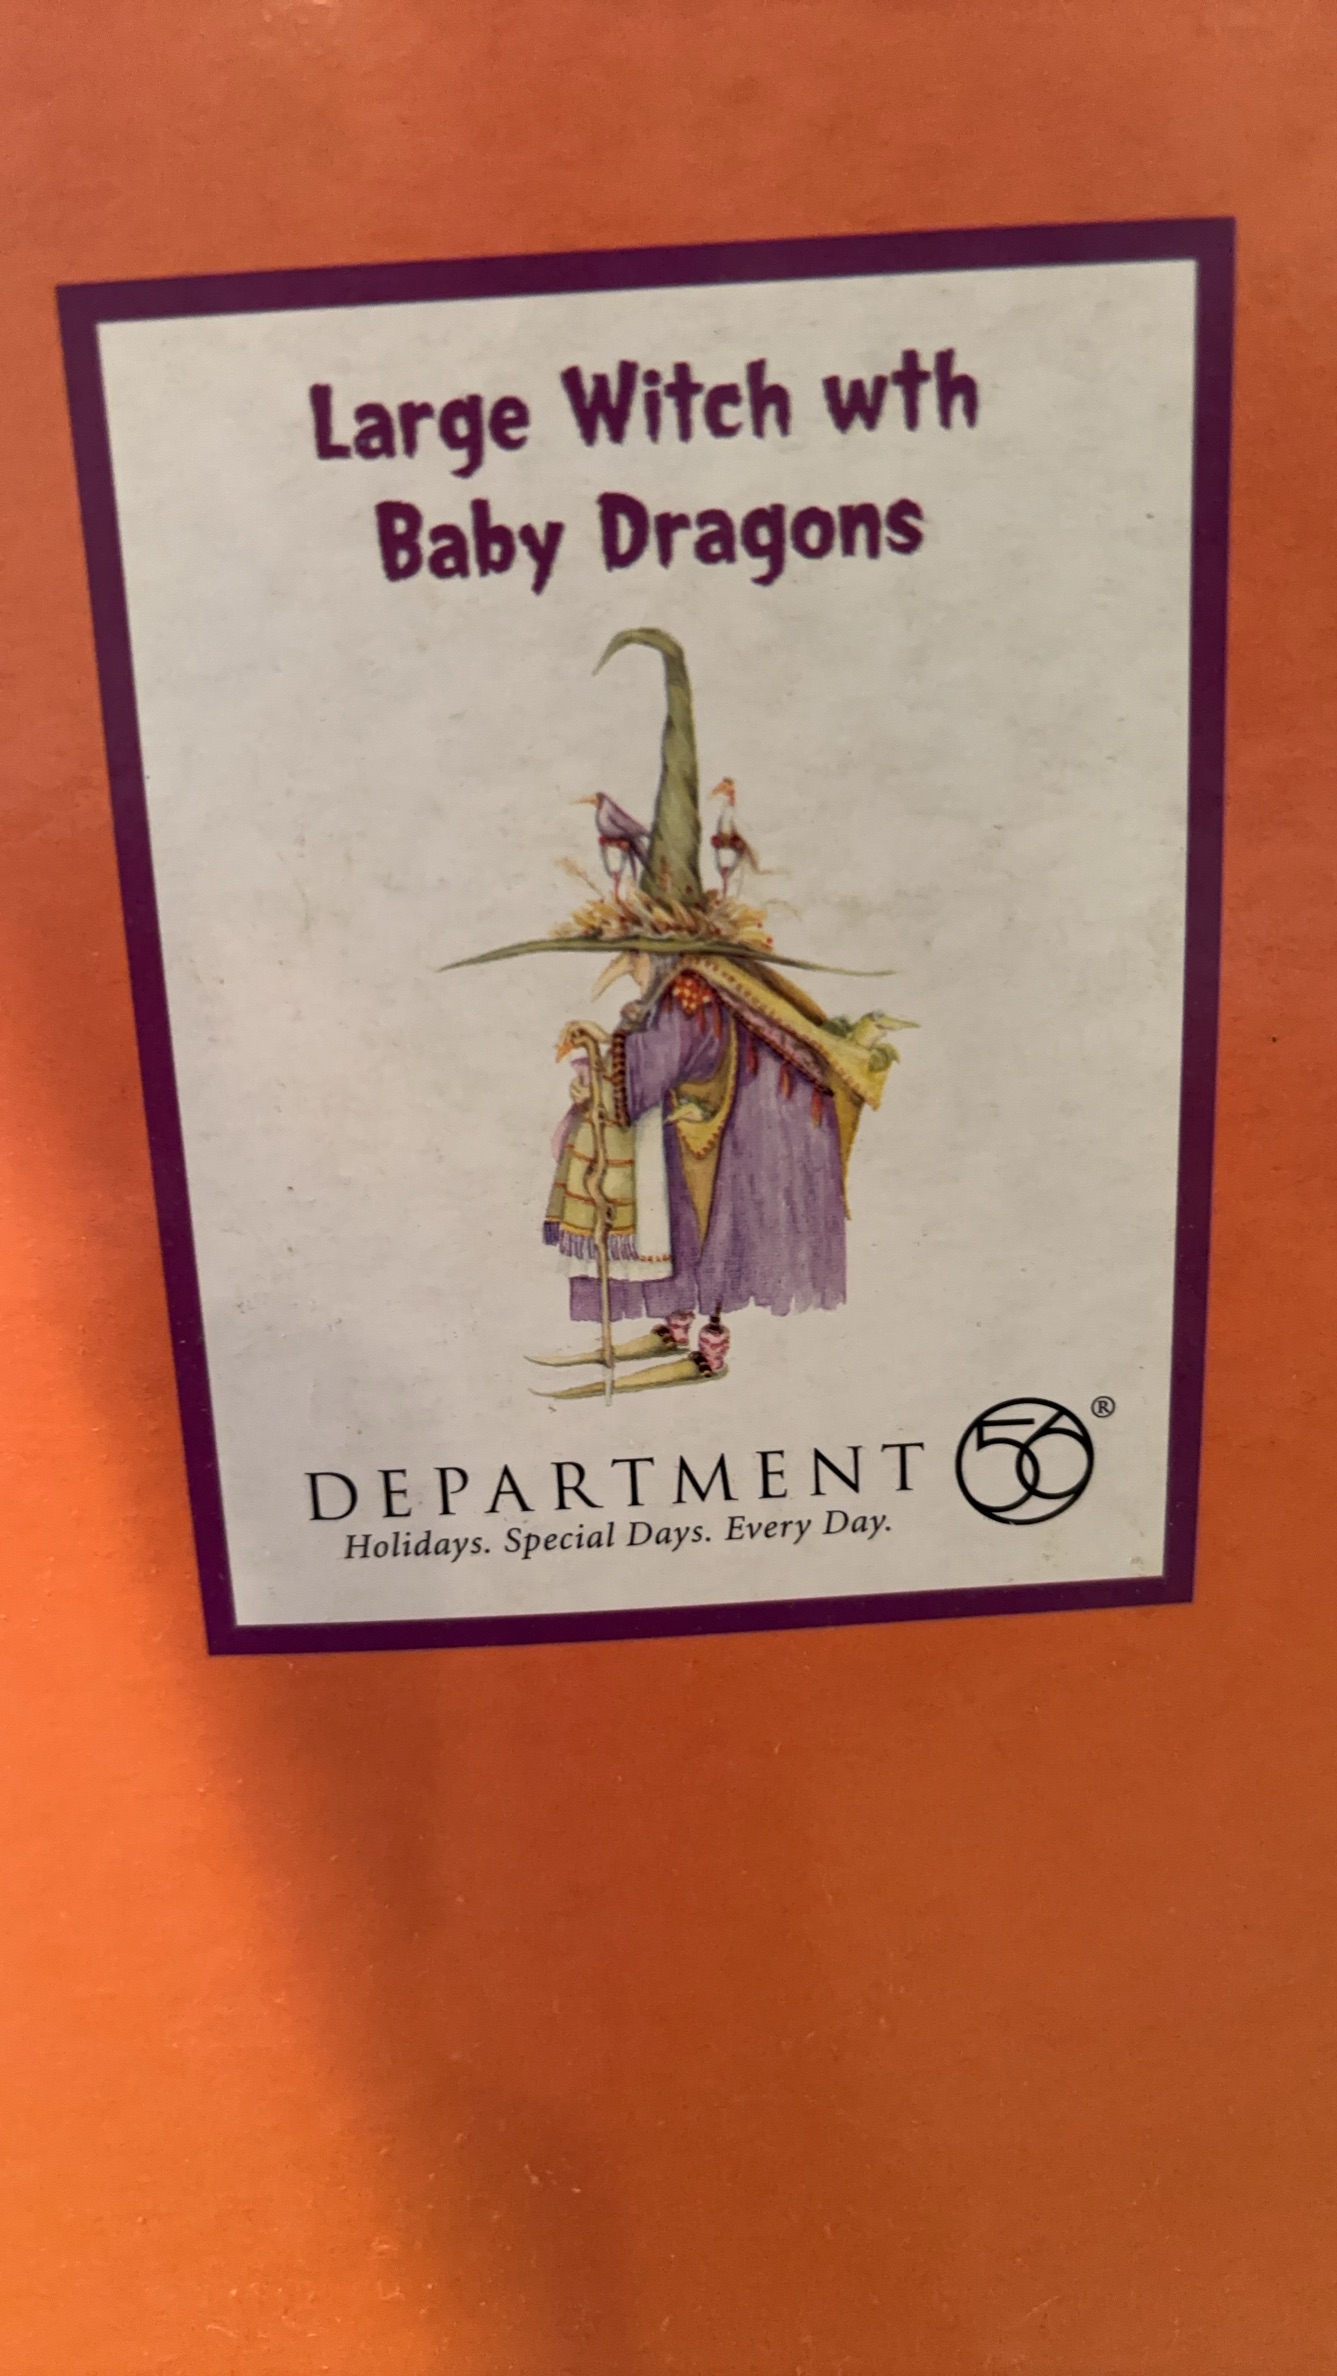 Large Witch wth
Baby Dragons
DEPARTMENT 56®
Holidays. Special Days. Every Day.